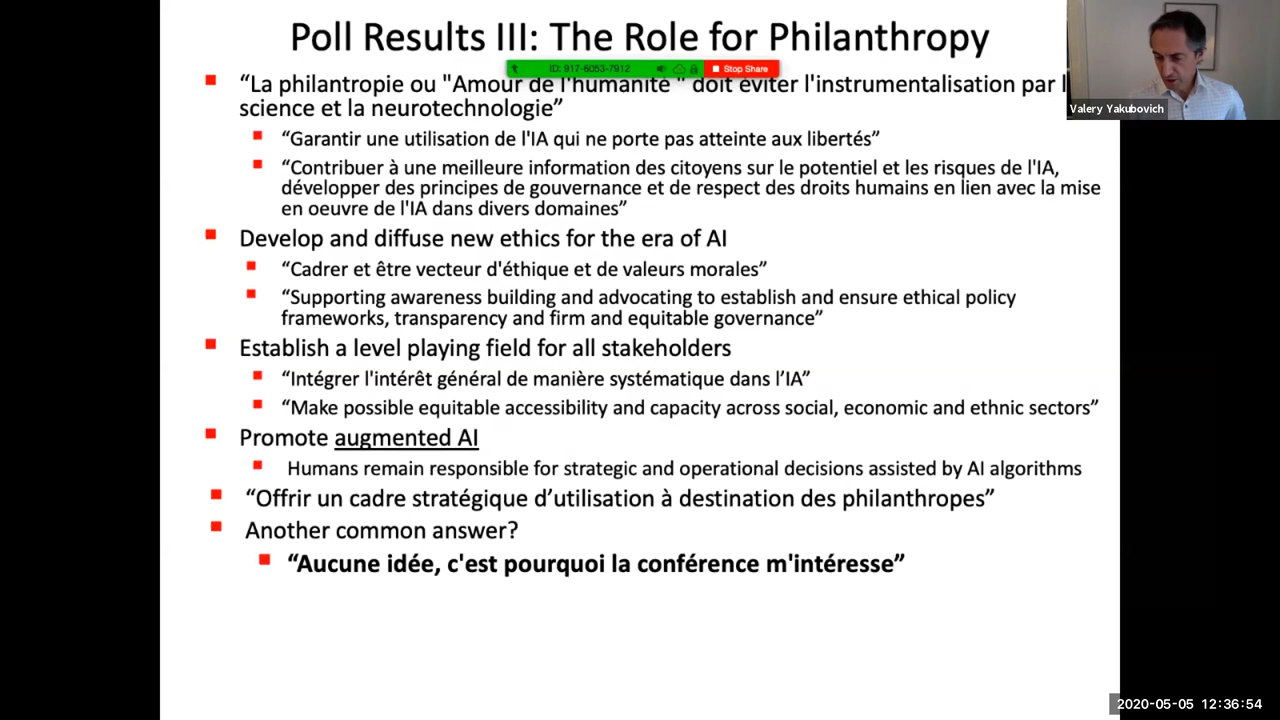 Poll Results III: The Role for Philanthropy
ID: 917-6053-7912
Stop Share
“La philantropie ou "Amour de l'humanité " doit éviter l'instrumentalisation par l
science et la neurotechnologie”
“Garantir une utilisation de l'IA qui ne porte pas atteinte aux libertés”
“Contribuer à une meilleure information des citoyens sur le potentiel et les risques de l'IA,
développer des principes de gouvernance et de respect des droits humains en lien avec la mise
en oeuvre de l'IA dans divers domaines”
Develop and diffuse new ethics for the era of AI
“Cadrer et être vecteur d'éthique et de valeurs morales”
“Supporting awareness building and advocating to establish and ensure ethical policy
frameworks, transparency and firm and equitable governance”
Establish a level playing field for all stakeholders
“Intégrer l'intérêt général de manière systématique dans l’IA”
“Make possible equitable accessibility and capacity across social, economic and ethnic sectors”
Promote augmented AI
Humans remain responsible for strategic and operational decisions assisted by AI algorithms
“Offrir un cadre stratégique d’utilisation à destination des philanthropes”
Another common answer?
“Aucune idée, c'est pourquoi la conférence m'intéresse”
Valery Yakubovich
2020-05-05 12:36:54